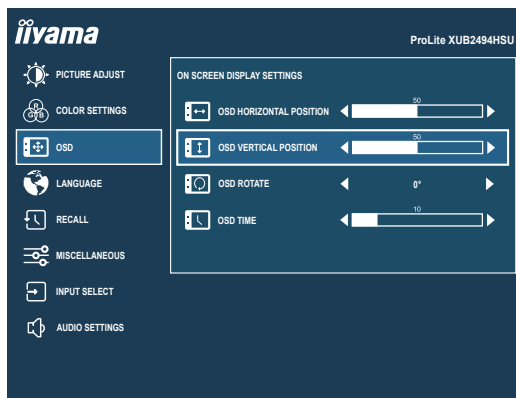 iiyama
ProLite XUB2494HSU
PICTURE ADJUST
R
G B
COLOR SETTINGS
OSD
LANGUAGE
RECALL
MISCELLANEOUS
INPUT SELECT
AUDIO SETTINGS
ON SCREEN DISPLAY SETTINGS
OSD HORIZONTAL POSITION 50
OSD VERTICAL POSITION 50
OSD ROTATE 0°
OSD TIME 10